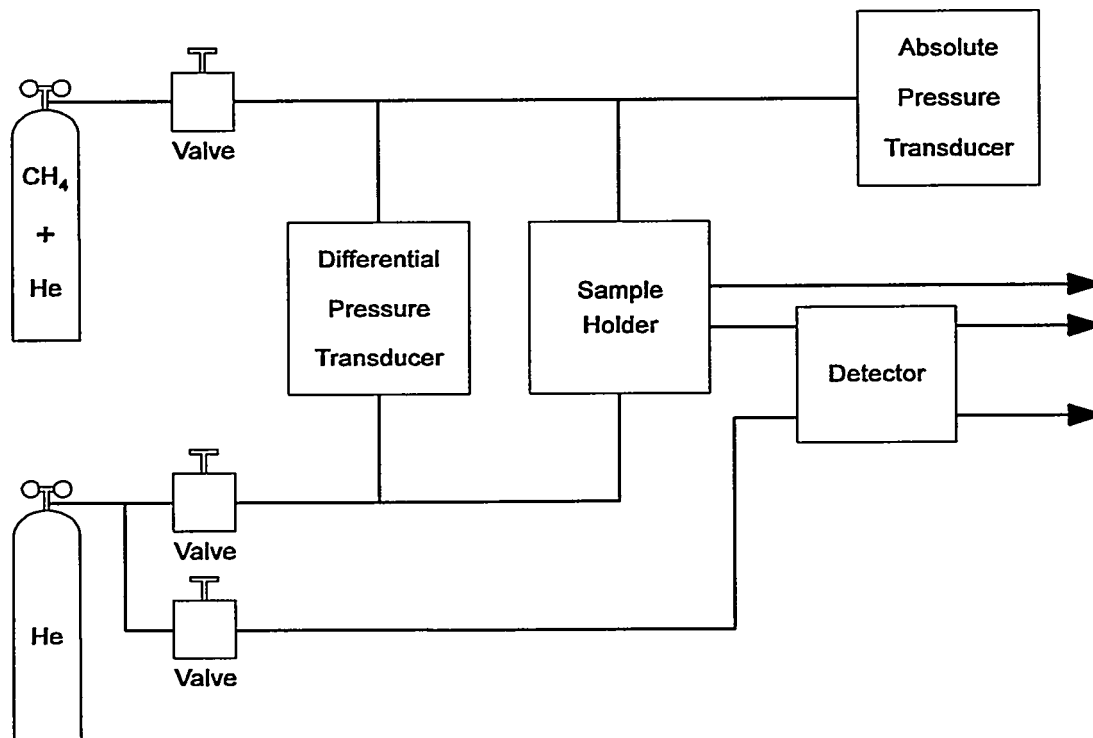 Absolute
Pressure
Transducer
Valve
CH₄
+
He
Differential
Pressure
Transducer
Sample
Holder
Detector
Valve
He
Valve